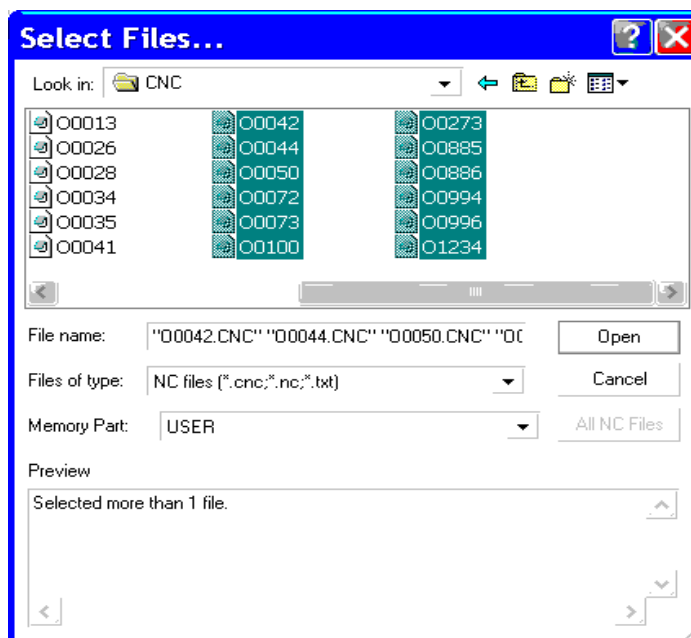 Select Files...
Look in: CNC
O0013 O0042 O0273
O0026 O0044 O0885
O0028 O0050 O0886
O0034 O0072 O0994
O0035 O0073 O0996
O0041 O0100 O1234
File name: "O0042.CNC" "O0044.CNC" "O0050.CNC" "O( Open
Files of type: NC files (*.cnc;*.nc;*.txt) Cancel
Memory Part: USER All NC Files
Preview
Selected more than 1 file.